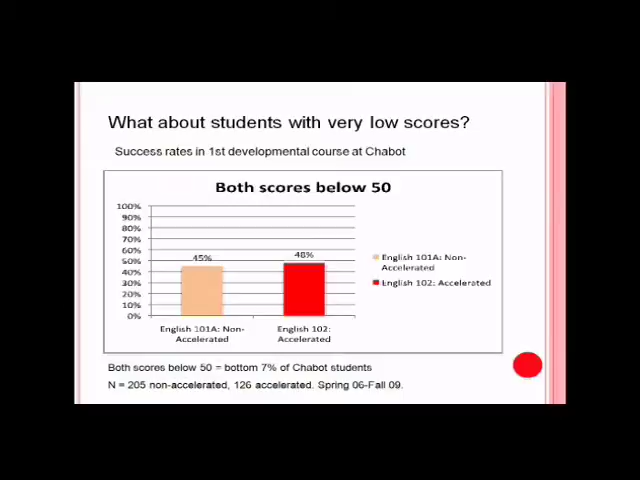 What about students with very low scores?
Success rates in 1st developmental course at Chabot
Both scores below 50
100%
90%
80%
70%
60%
50%
40%
30%
20%
10%
0%
45%
48%
English 101A: Non-
Accelerated
English 102:
Accelerated
English 101A: Non-
Accelerated
English 102: Accelerated
Both scores below 50 = bottom 7% of Chabot students
N = 205 non-accelerated, 126 accelerated. Spring 06-Fall 09.